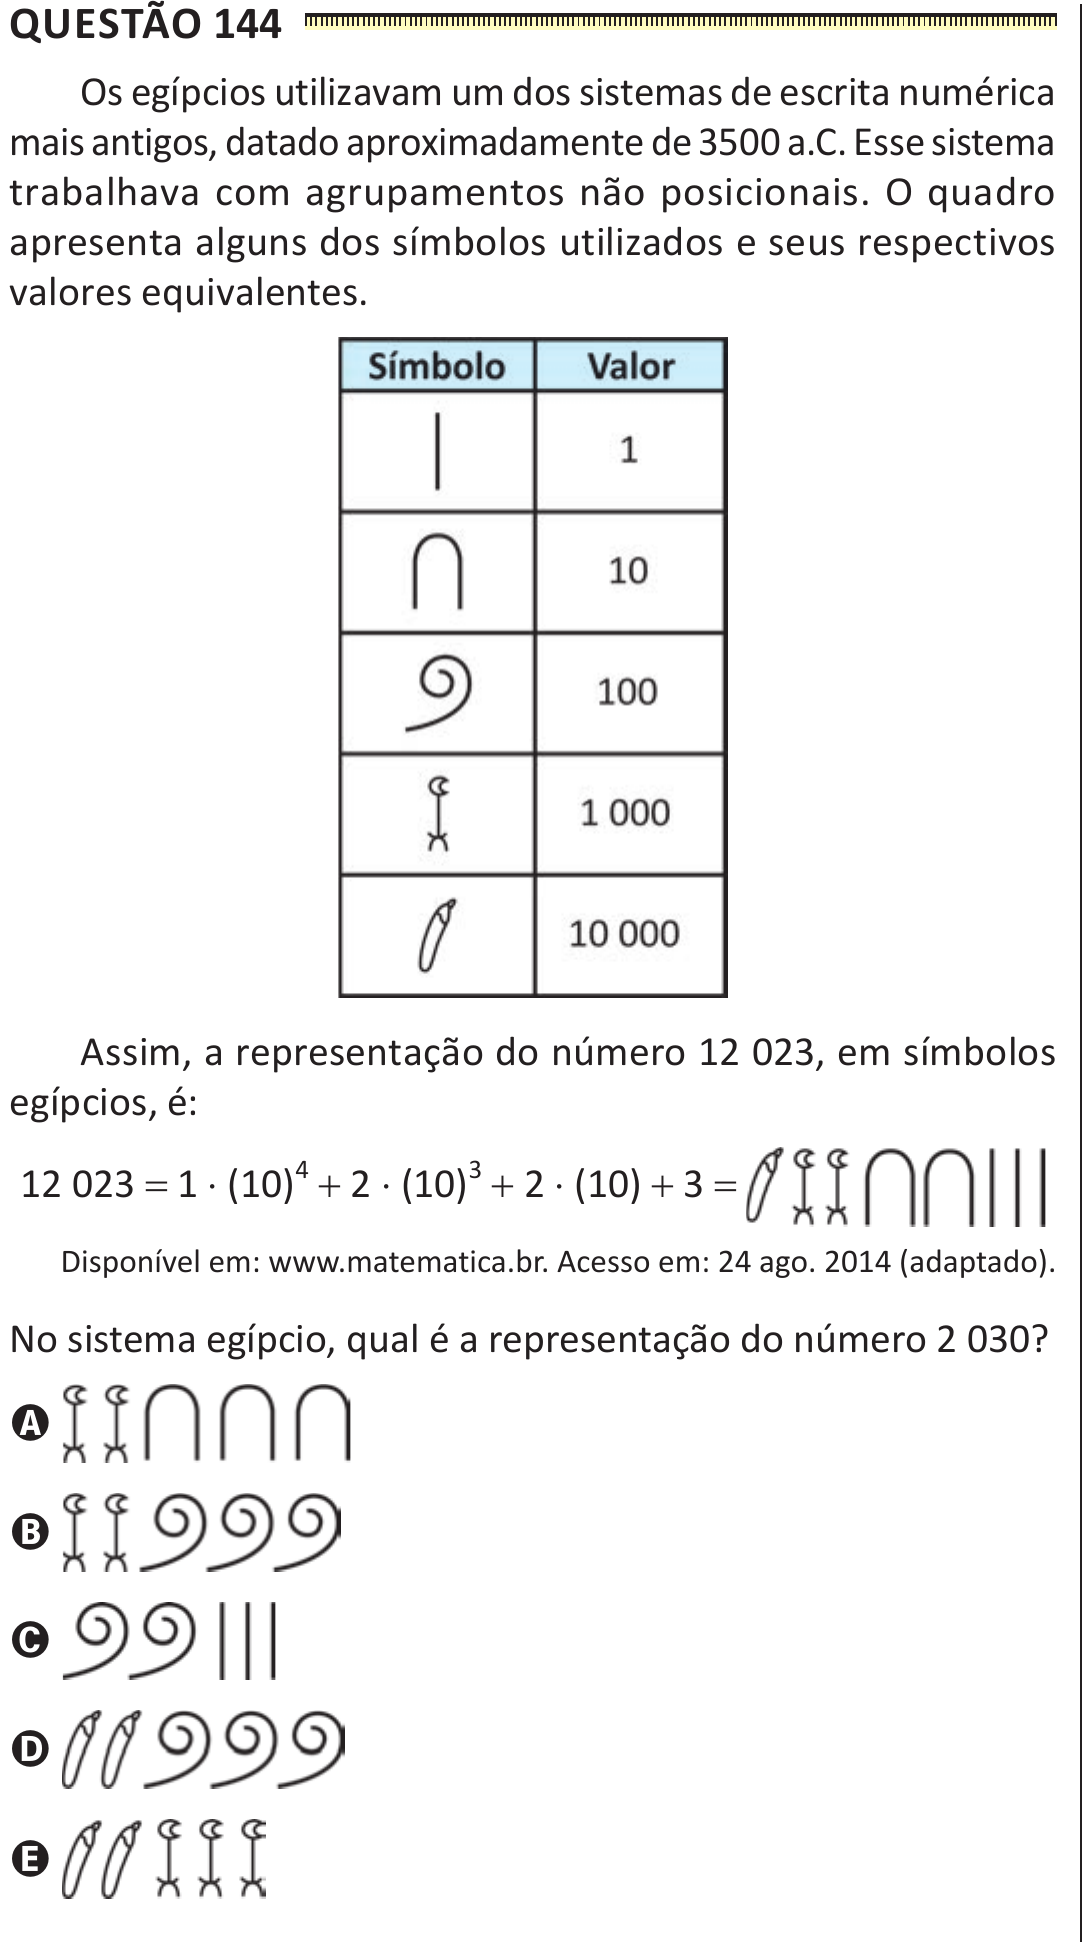 QUESTÃO 144
Os egípcios utilizavam um dos sistemas de escrita numérica
mais antigos, datado aproximadamente de 3500 a.C. Esse sistema
trabalhava com agrupamentos não posicionais. O quadro
apresenta alguns dos símbolos utilizados e seus respectivos
valores equivalentes.
Símbolo Valor
1
10
100
1 000
10 000
Assim, a representação do número 12 023, em símbolos
egípcios, é:
12 023 = 1 · (10)⁴ + 2 · (10)³ + 2 · (10) + 3 =
Disponível em: www.matematica.br. Acesso em: 24 ago. 2014 (adaptado).
No sistema egípcio, qual é a representação do número 2 030?
A
B
C
D
E